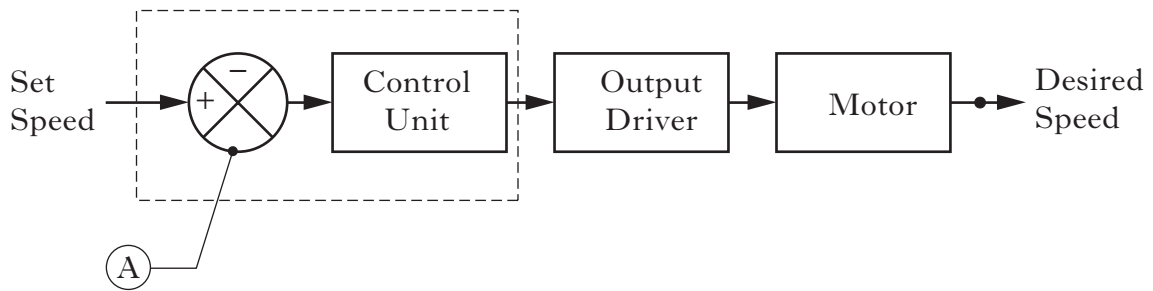 Set
Speed
+
−
Control
Unit
Output
Driver
Motor
Desired
Speed
A